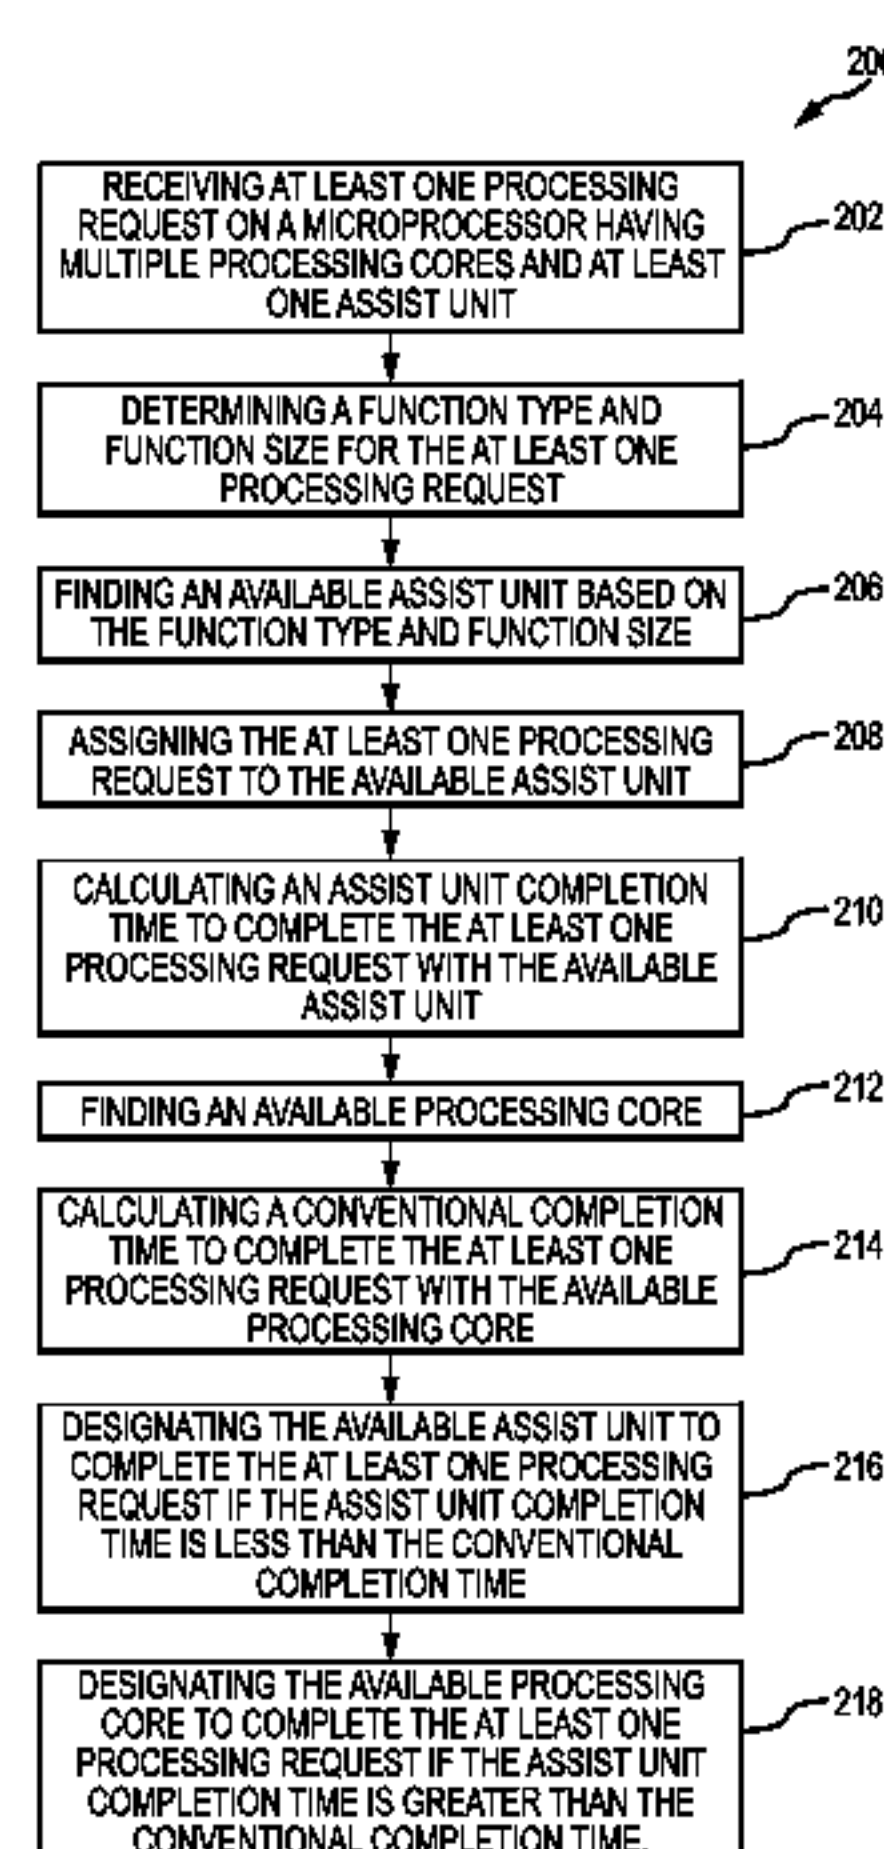 202
RECEIVING AT LEAST ONE PROCESSING
REQUEST ON A MICROPROCESSOR HAVING
MULTIPLE PROCESSING CORES AND AT LEAST
ONE ASSIST UNIT
204
DETERMINING A FUNCTION TYPE AND
FUNCTION SIZE FOR THE AT LEAST ONE
PROCESSING REQUEST
206
FINDING AN AVAILABLE ASSIST UNIT BASED ON
THE FUNCTION TYPE AND FUNCTION SIZE
208
ASSIGNING THE AT LEAST ONE PROCESSING
REQUEST TO THE AVAILABLE ASSIST UNIT
210
CALCULATING AN ASSIST UNIT COMPLETION
TIME TO COMPLETE THE AT LEAST ONE
PROCESSING REQUEST WITH THE AVAILABLE
ASSIST UNIT
212
FINDING AN AVAILABLE PROCESSING CORE
214
CALCULATING A CONVENTIONAL COMPLETION
TIME TO COMPLETE THE AT LEAST ONE
PROCESSING REQUEST WITH THE AVAILABLE
PROCESSING CORE
216
DESIGNATING THE AVAILABLE ASSIST UNIT TO
COMPLETE THE AT LEAST ONE PROCESSING
REQUEST IF THE ASSIST UNIT COMPLETION
TIME IS LESS THAN THE CONVENTIONAL
COMPLETION TIME
218
DESIGNATING THE AVAILABLE PROCESSING
CORE TO COMPLETE THE AT LEAST ONE
PROCESSING REQUEST IF THE ASSIST UNIT
COMPLETION TIME IS GREATER THAN THE
CONVENTIONAL COMPLETION TIME.